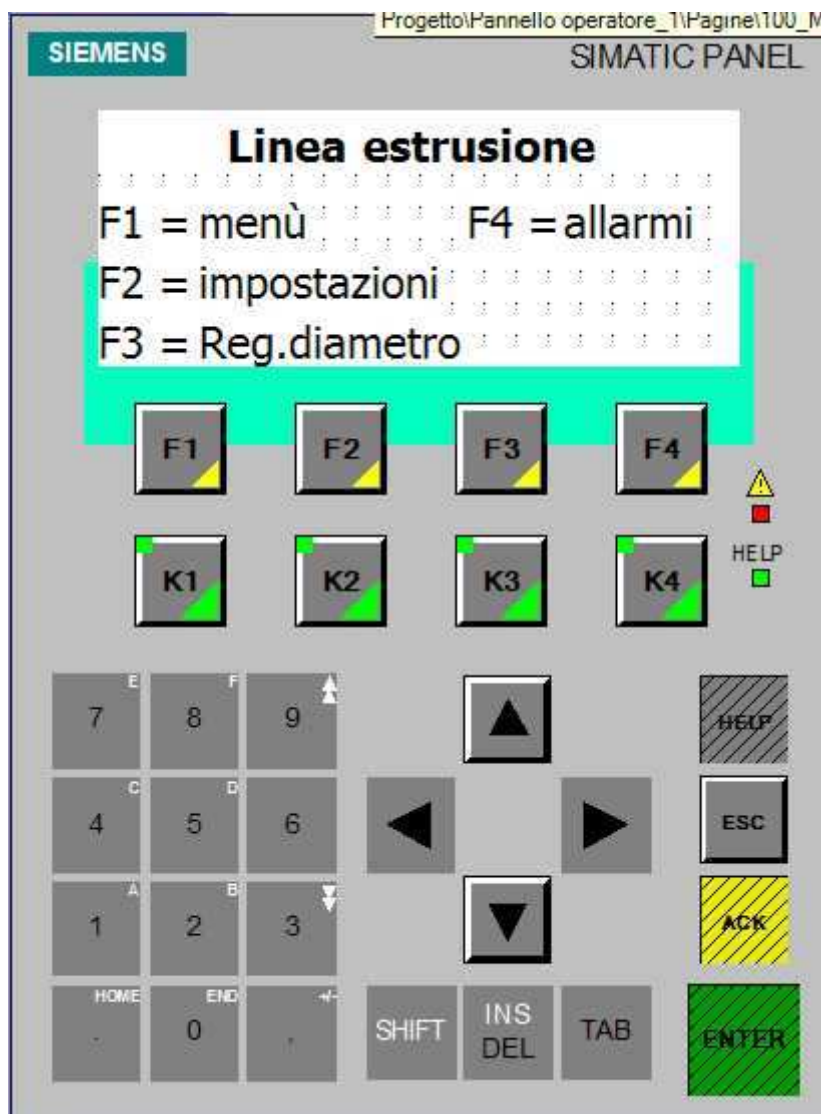 Progetto\Pannello operatore_1\Pagine\100_M
SIEMENS
SIMATIC PANEL
Linea estrusione
F1 = menù F4 = allarmi
F2 = impostazioni
F3 = Reg.diametro
F1 F2 F3 F4
HELP
K1 K2 K3 K4
E F
7 8 9 HELP
C D
4 5 6 ESC
A B
1 2 3 ACK
HOME END +/-
. 0 , SHIFT INS DEL TAB ENTER